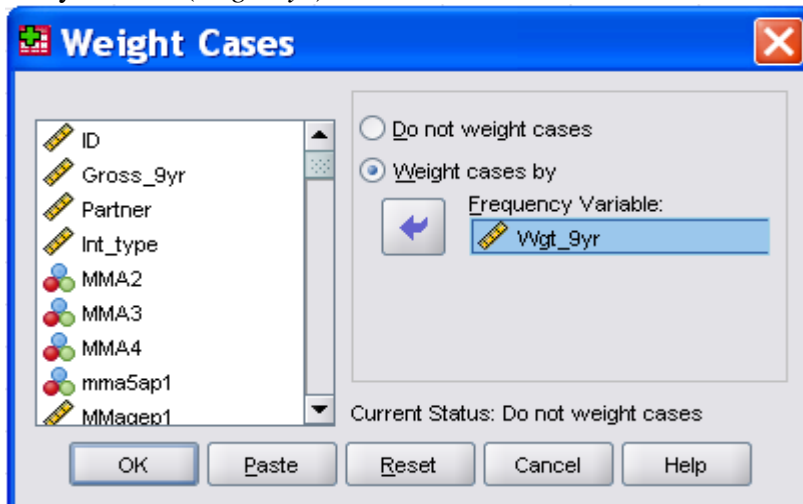 Weight Cases
ID
Gross_9yr
Partner
Int_type
MMA2
MMA3
MMA4
mma5ap1
MMagep1
Do not weight cases
Weight cases by
Frequency Variable:
Wgt_9yr
Current Status: Do not weight cases
OK
Paste
Reset
Cancel
Help